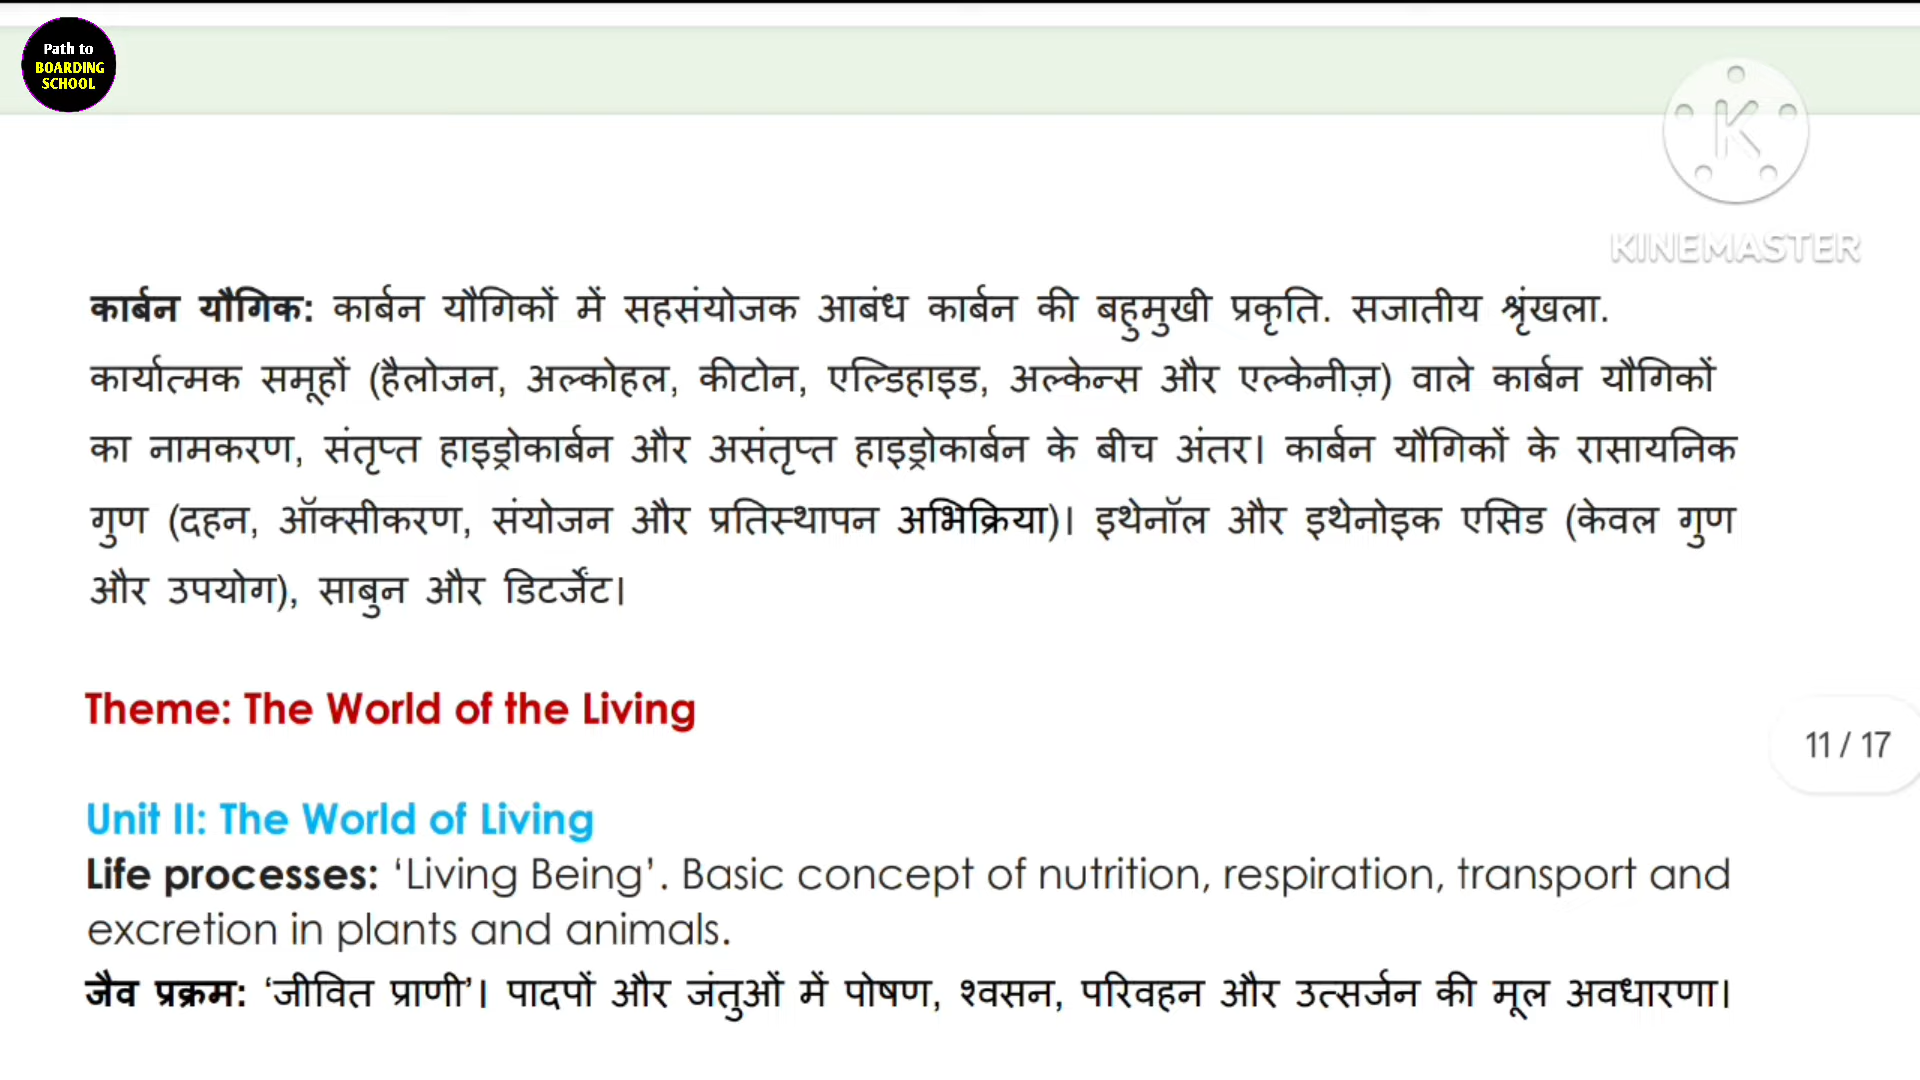 Path to
BOARDING
SCHOOL
K
KINEMASTER
कार्बन यौगिक: कार्बन यौगिकों में सहसंयोजक आबंध कार्बन की बहुमुखी प्रकृति. सजातीय श्रृंखला.
कार्यात्मक समूहों (हैलोजन, अल्कोहल, कीटोन, एल्डिहाइड, अल्केन्स और एल्केनीज़) वाले कार्बन यौगिकों
का नामकरण, संतृप्त हाइड्रोकार्बन और असंतृप्त हाइड्रोकार्बन के बीच अंतर। कार्बन यौगिकों के रासायनिक
गुण (दहन, ऑक्सीकरण, संयोजन और प्रतिस्थापन अभिक्रिया)। इथेनॉल और इथेनोइक एसिड (केवल गुण
और उपयोग), साबुन और डिटर्जेंट।
Theme: The World of the Living
11 / 17
Unit II: The World of Living
Life processes: ‘Living Being’. Basic concept of nutrition, respiration, transport and
excretion in plants and animals.
जैव प्रक्रम: ‘जीवित प्राणी’। पादपों और जंतुओं में पोषण, श्वसन, परिवहन और उत्सर्जन की मूल अवधारणा।